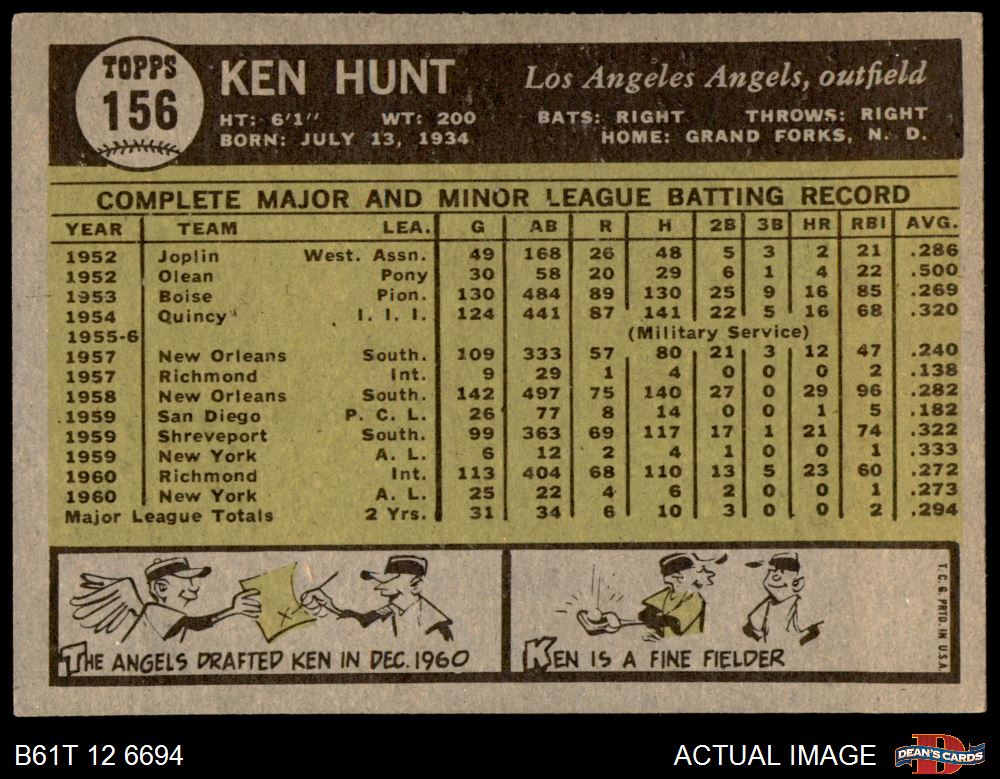 TOPPS
156
KEN HUNT
Los Angeles Angels, outfield
HT: 6'1" WT: 200 BATS: RIGHT THROWS: RIGHT
BORN: JULY 13, 1934 HOME: GRAND FORKS, N. D.
COMPLETE MAJOR AND MINOR LEAGUE BATTING RECORD
YEAR TEAM LEA. G AB R H 2B 3B HR RBI AVG.
1952 Joplin West. Assn. 49 168 26 48 5 3 2 21 .286
1952 Olean Pony 30 58 20 29 6 1 4 22 .500
1953 Boise Pion. 130 484 89 130 25 9 16 85 .269
1954 Quincy I. I. I. 124 441 87 141 22 5 16 68 .320
1955-6 (Military Service)
1957 New Orleans South. 109 333 57 80 21 3 12 47 .240
1957 Richmond Int. 9 29 1 4 0 0 0 2 .138
1958 New Orleans South. 142 497 75 140 27 0 29 96 .282
1959 San Diego P. C. L. 26 77 8 14 0 0 1 5 .182
1959 Shreveport South. 99 363 69 117 17 1 21 74 .322
1959 New York A. L. 6 12 2 4 1 0 0 1 .333
1960 Richmond Int. 113 404 68 110 13 5 23 60 .272
1960 New York A. L. 25 22 4 6 2 0 0 1 .273
Major League Totals 2 Yrs. 31 34 6 10 3 0 0 2 .294
THE ANGELS DRAFTED KEN IN DEC. 1960
KEN IS A FINE FIELDER
T.C.G. PRTD. IN U.S.A.
B61T 12 6694
ACTUAL IMAGE
DEAN'S CARDS